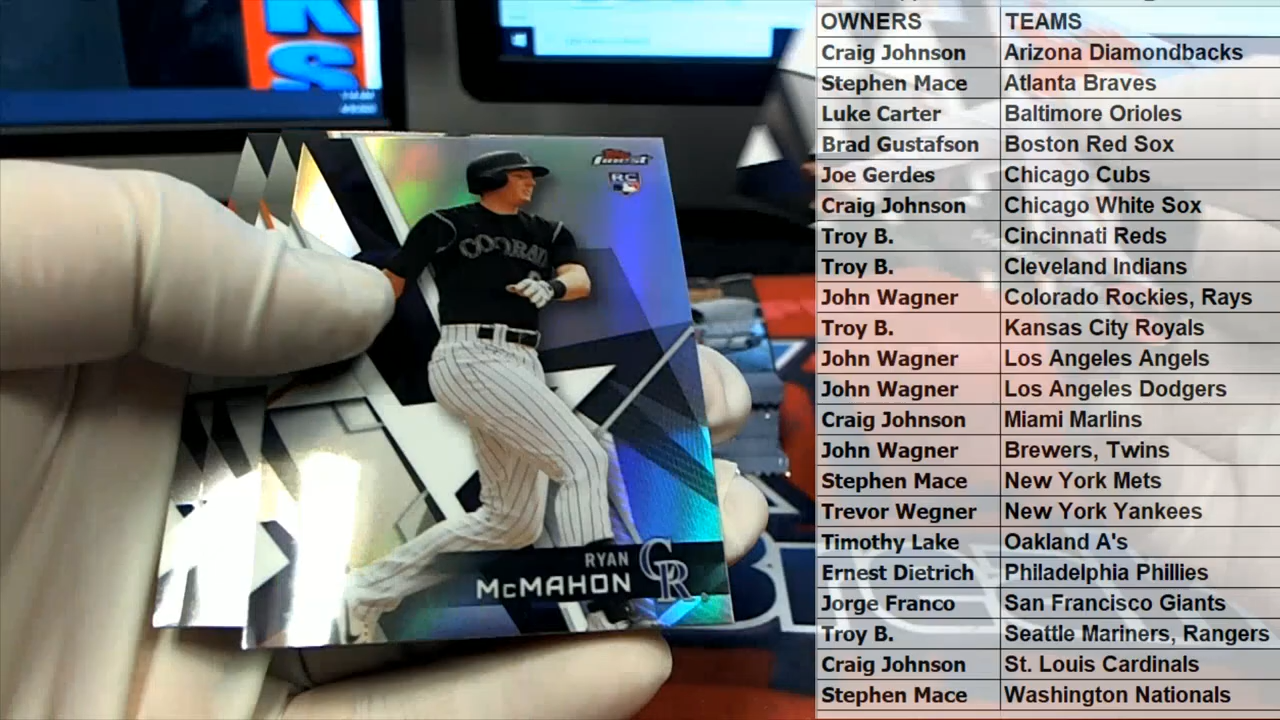 KS
Topps
finest
RC
COLORADO
RYAN
McMAHON
CR
OWNERS TEAMS
Craig Johnson Arizona Diamondbacks
Stephen Mace Atlanta Braves
Luke Carter Baltimore Orioles
Brad Gustafson Boston Red Sox
Joe Gerdes Chicago Cubs
Craig Johnson Chicago White Sox
Troy B. Cincinnati Reds
Troy B. Cleveland Indians
John Wagner Colorado Rockies, Rays
Troy B. Kansas City Royals
John Wagner Los Angeles Angels
John Wagner Los Angeles Dodgers
Craig Johnson Miami Marlins
John Wagner Brewers, Twins
Stephen Mace New York Mets
Trevor Wegner New York Yankees
Timothy Lake Oakland A's
Ernest Dietrich Philadelphia Phillies
Jorge Franco San Francisco Giants
Troy B. Seattle Mariners, Rangers
Craig Johnson St. Louis Cardinals
Stephen Mace Washington Nationals